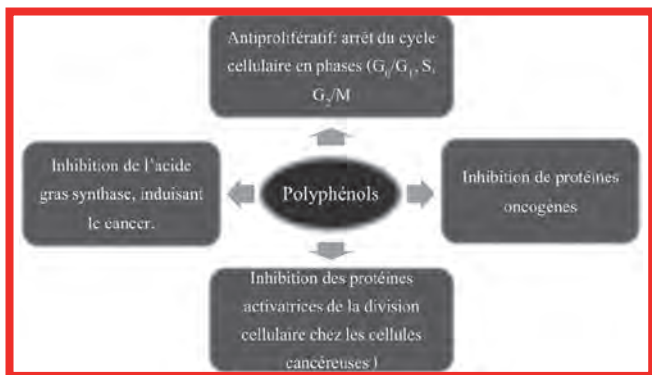 Antiprolifératif: arrêt du cycle
cellulaire en phases (G₀/G₁, S,
G₂/M
Inhibition de l'acide
gras synthase, induisant
le cancer.
Polyphénols
Inhibition de protéines
oncogènes
Inhibition des protéines
activatrices de la division
cellulaire chez les cellules
cancéreuses )